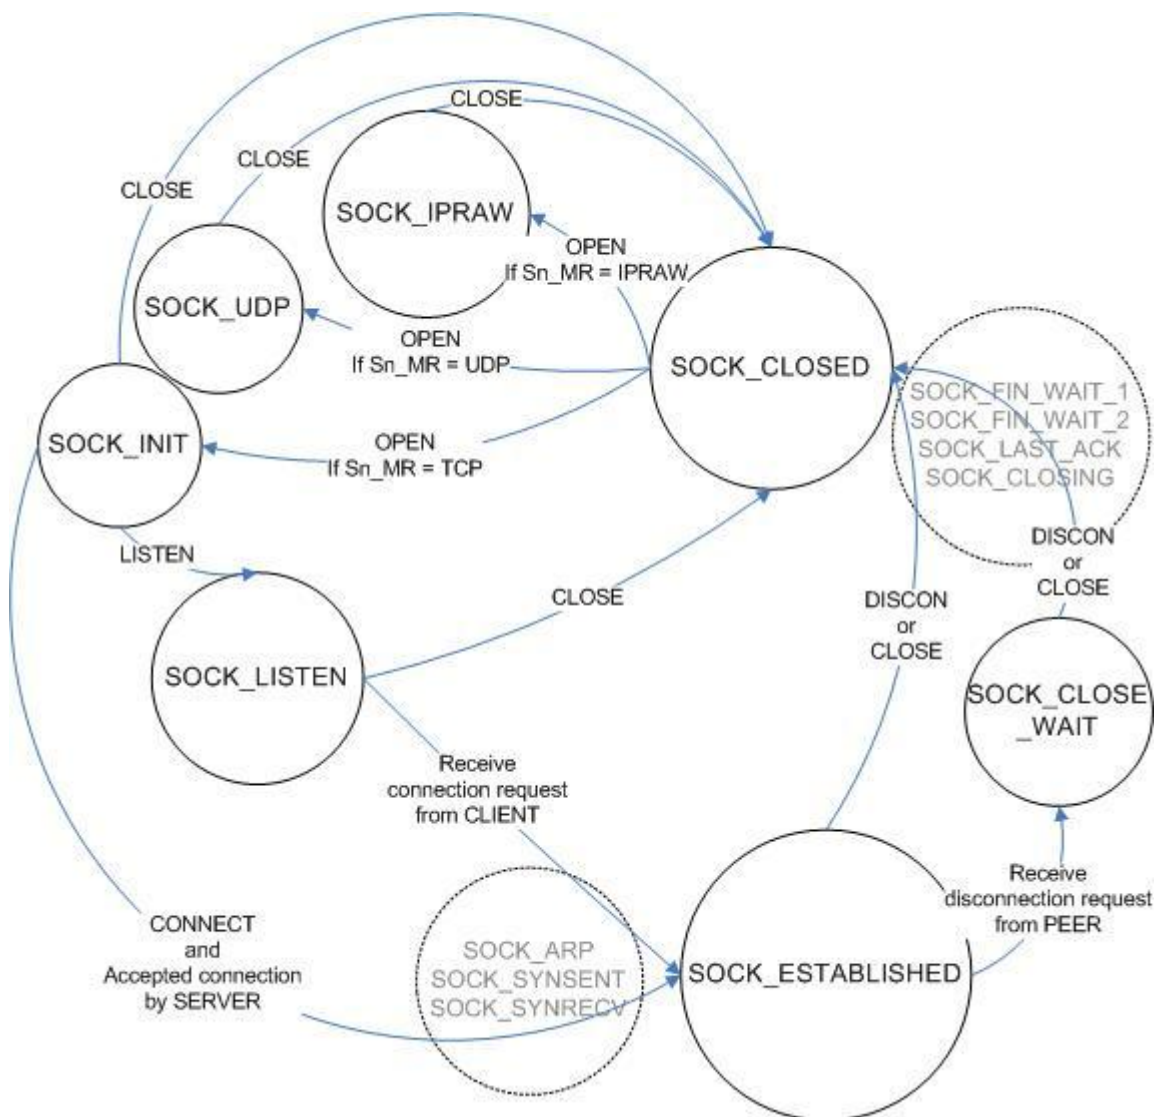 CLOSE
CLOSE
CLOSE
SOCK_IPRAW
OPEN
If Sn_MR = IPRAW
SOCK_UDP
OPEN
If Sn_MR = UDP
SOCK_CLOSED
SOCK_FIN_WAIT_1
SOCK_FIN_WAIT_2
SOCK_LAST_ACK
SOCK_CLOSING
SOCK_INIT
OPEN
If Sn_MR = TCP
LISTEN
DISCON
or
CLOSE
CLOSE
DISCON
or
CLOSE
SOCK_LISTEN
SOCK_CLOSE
_WAIT
Receive
connection request
from CLIENT
Receive
disconnection request
from PEER
CONNECT
and
Accepted connection
by SERVER
SOCK_ARP
SOCK_SYNSENT
SOCK_SYNRECV
SOCK_ESTABLISHED